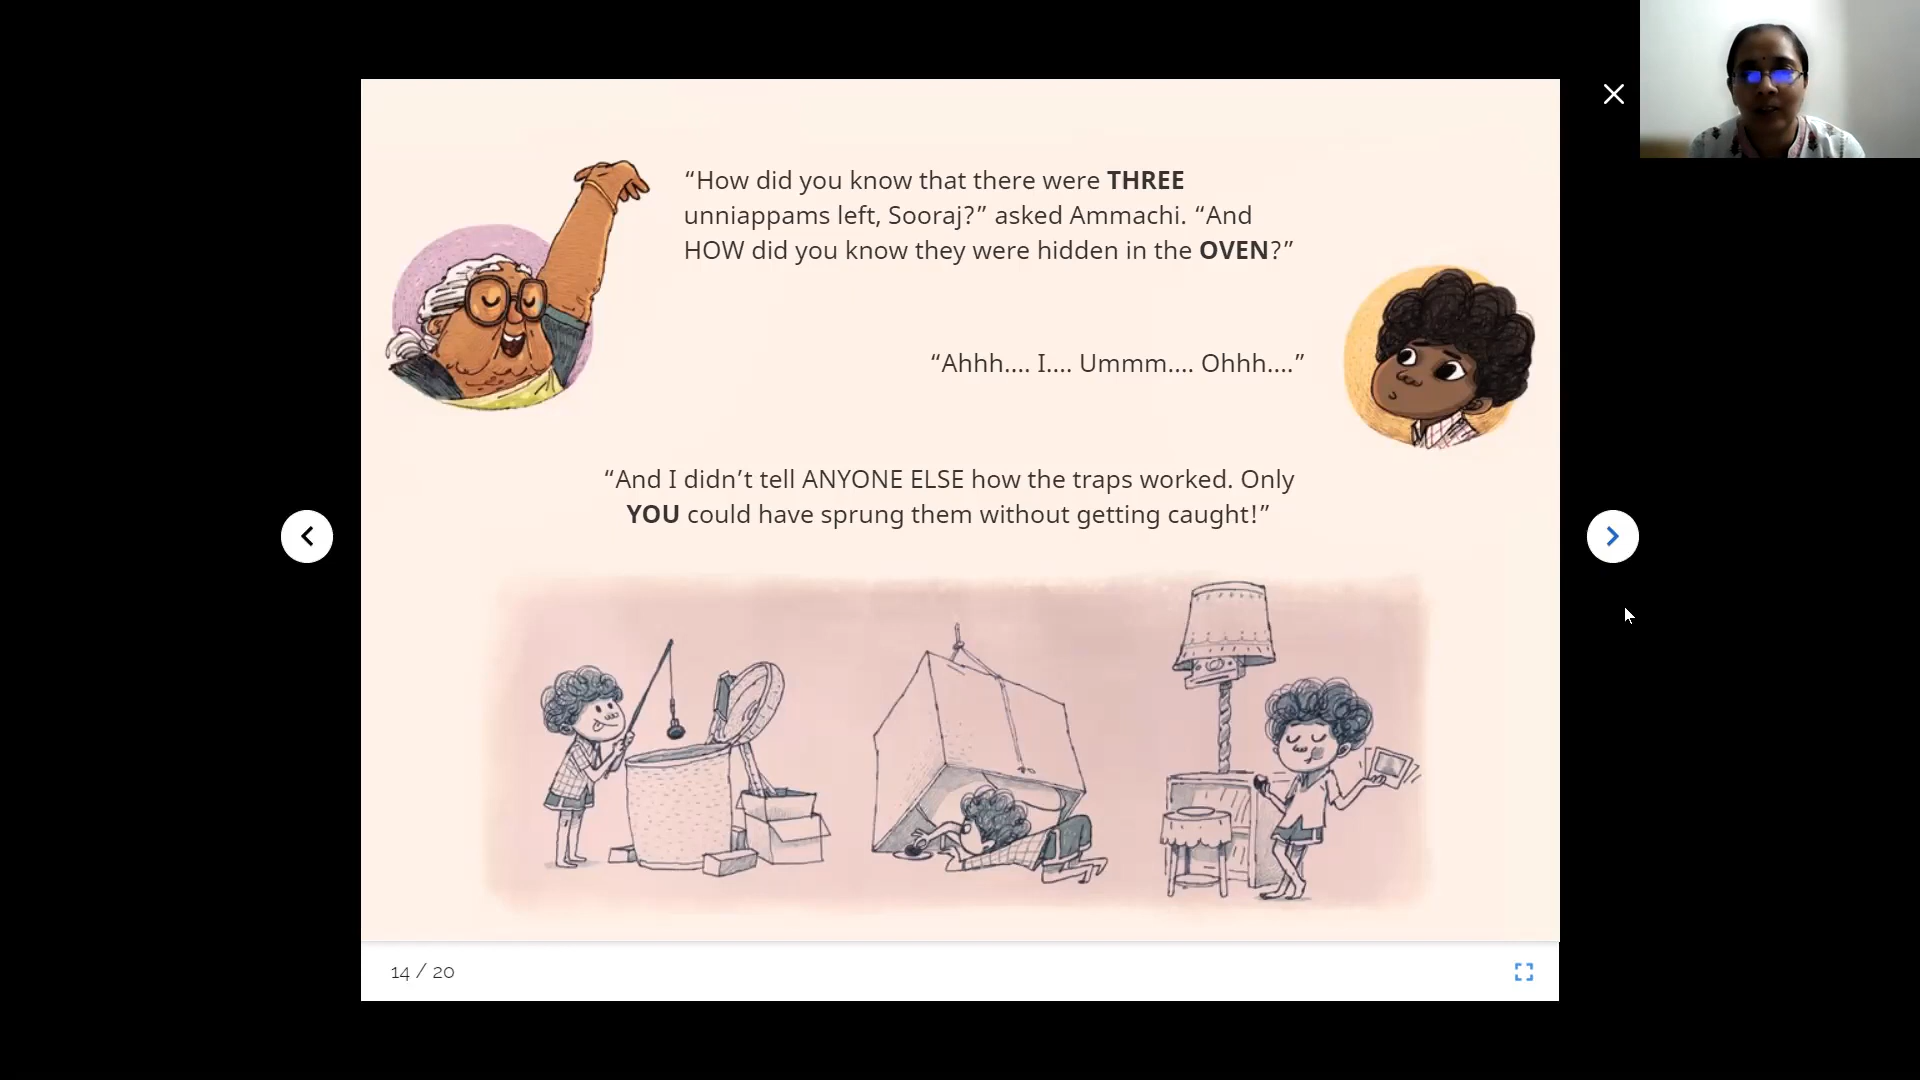 “How did you know that there were THREE
unniappams left, Sooraj?” asked Ammachi. “And
HOW did you know they were hidden in the OVEN?”
“Ahhh.... I.... Ummm.... Ohhh....”
“And I didn’t tell ANYONE ELSE how the traps worked. Only
YOU could have sprung them without getting caught!”
14 / 20